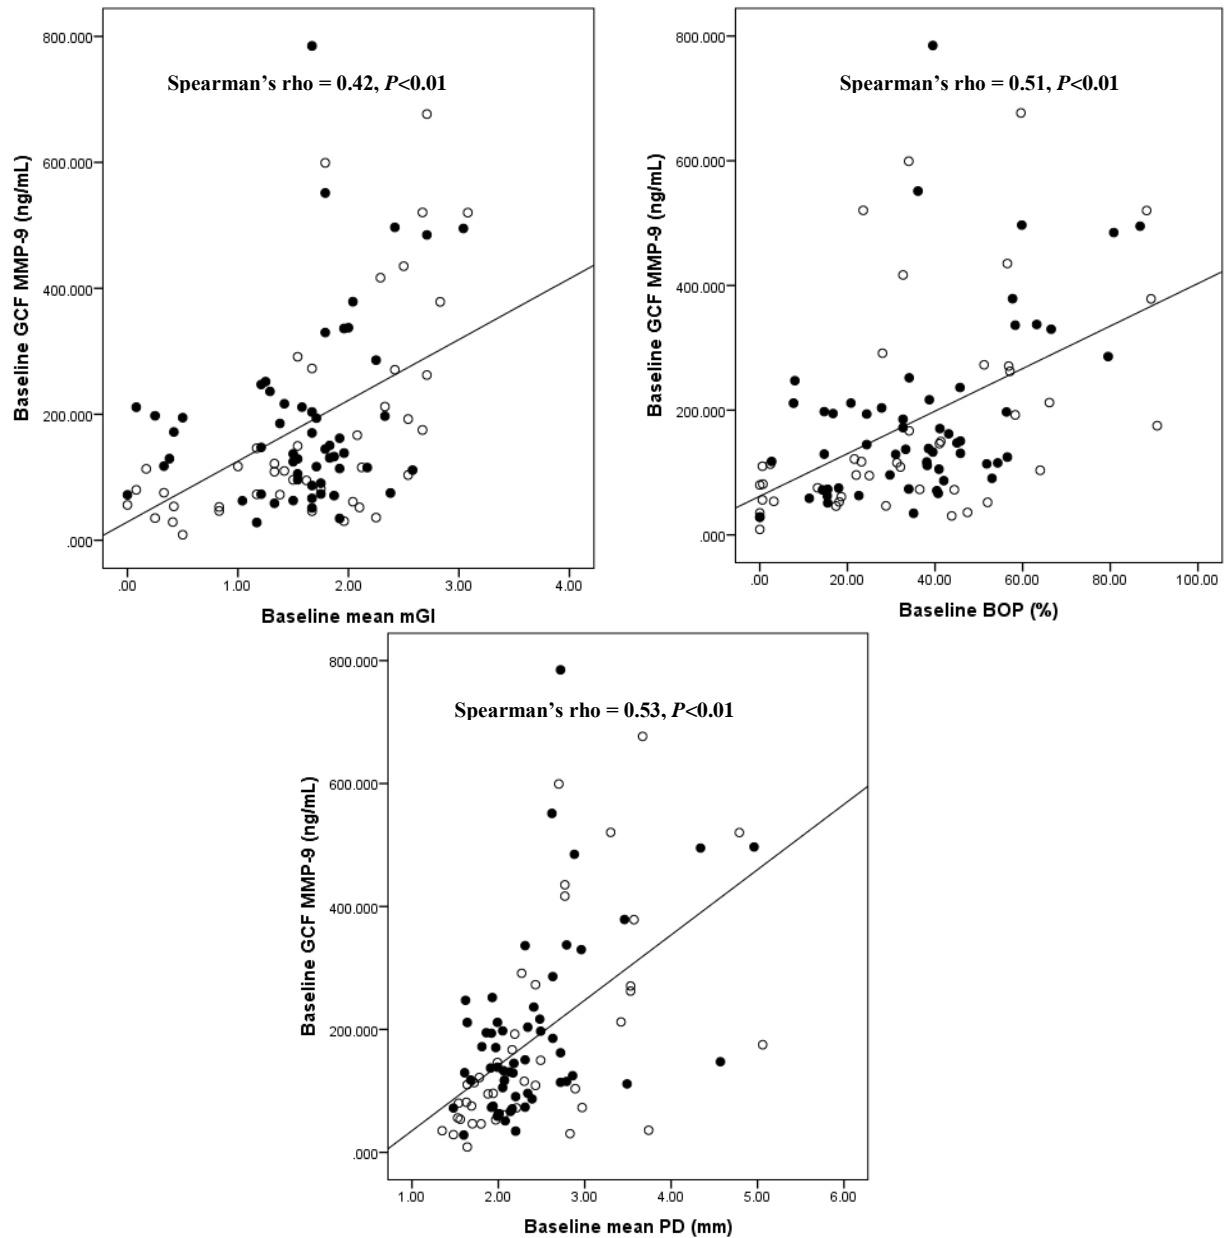 800.000
Spearman's rho = 0.42, P<0.01
600.000
400.000
200.000
.000
Baseline GCF MMP-9 (ng/mL)
.00 1.00 2.00 3.00 4.00
Baseline mean mGI
800.000
Spearman's rho = 0.51, P<0.01
600.000
400.000
200.000
.000
Baseline GCF MMP-9 (ng/mL)
.00 20.00 40.00 60.00 80.00 100.00
Baseline BOP (%)
800.000
Spearman's rho = 0.53, P<0.01
600.000
400.000
200.000
.000
Baseline GCF MMP-9 (ng/mL)
1.00 2.00 3.00 4.00 5.00 6.00
Baseline mean PD (mm)